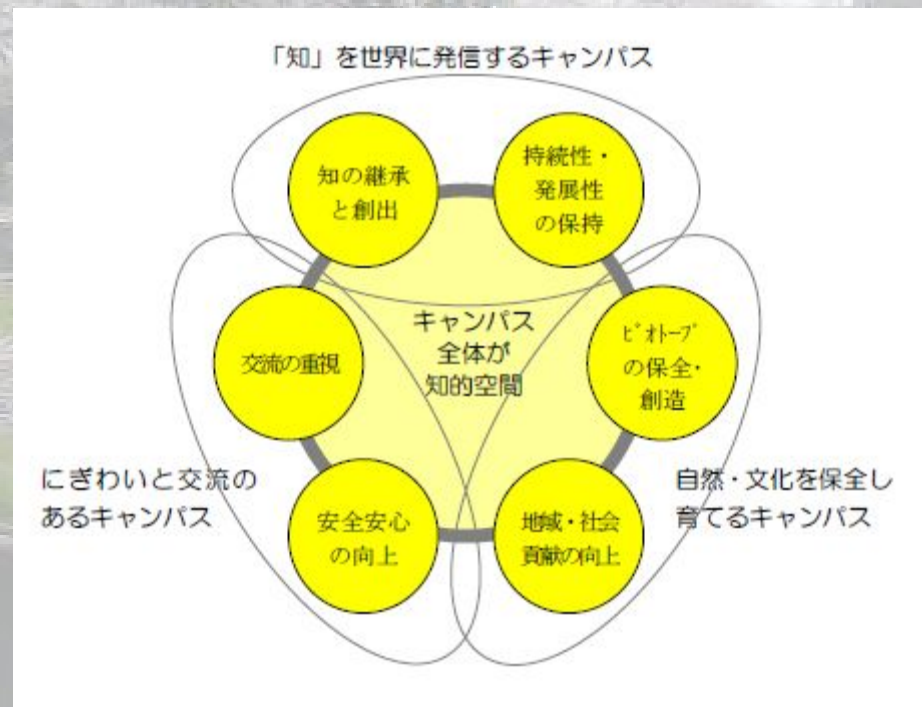 「知」を世界に発信するキャンパス
知の継承
と創出
持続性・
発展性
の保持
キャンパス
全体が
知的空間
交流の重視
ﾋﾞｵﾄｰﾌﾟ
の保全・
創造
にぎわいと交流の
あるキャンパス
自然・文化を保全し
育てるキャンパス
安全安心
の向上
地域・社会
貢献の向上